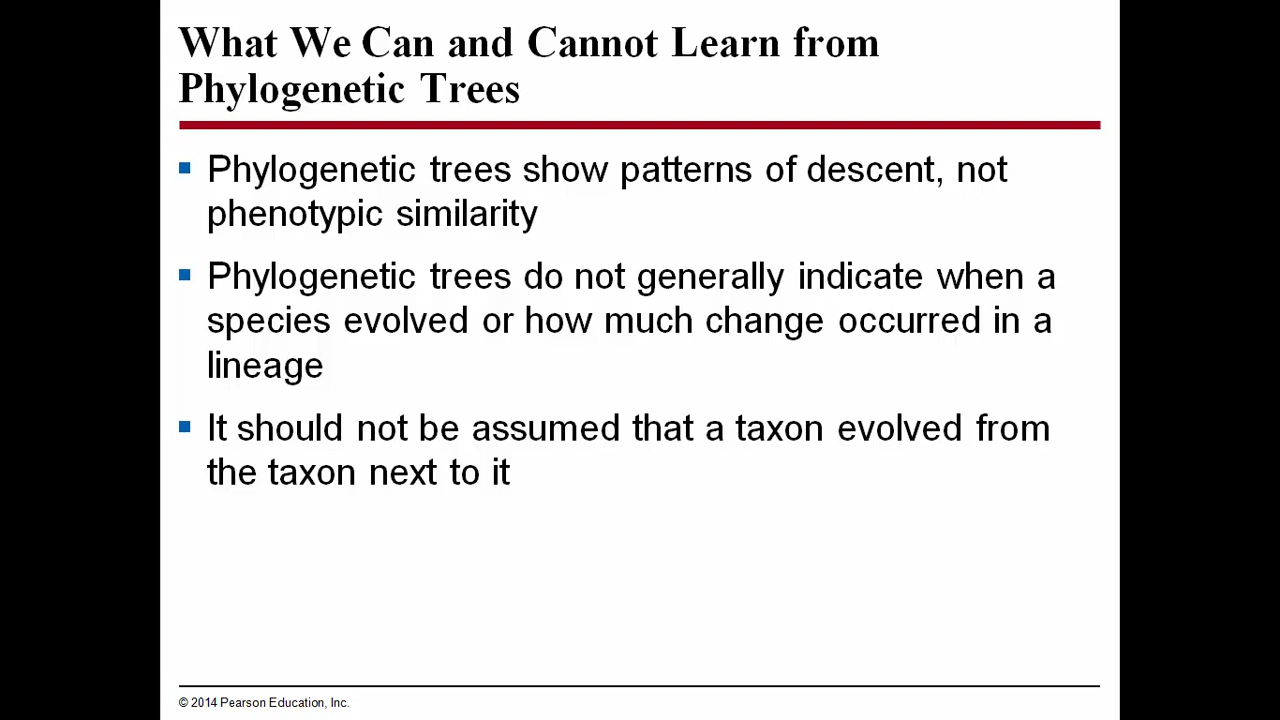 What We Can and Cannot Learn from
Phylogenetic Trees
Phylogenetic trees show patterns of descent, not
phenotypic similarity
Phylogenetic trees do not generally indicate when a
species evolved or how much change occurred in a
lineage
It should not be assumed that a taxon evolved from
the taxon next to it
© 2014 Pearson Education, Inc.